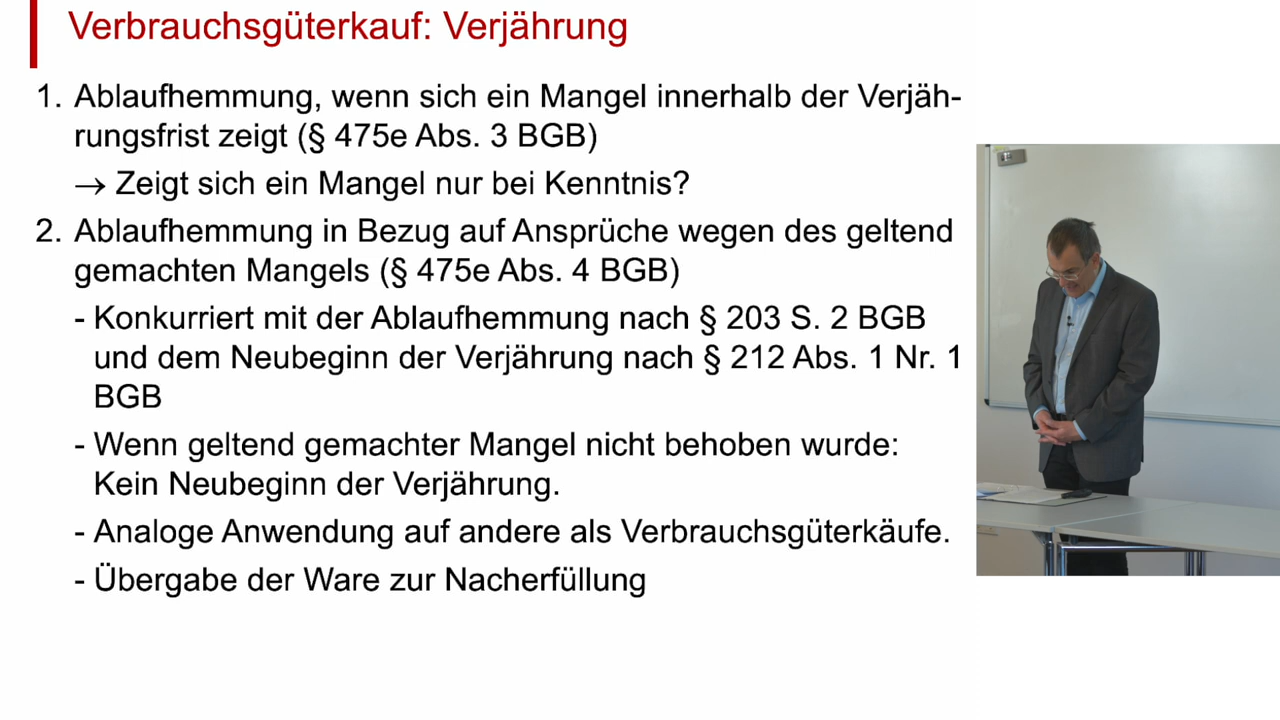 Verbrauchsgüterkauf: Verjährung
1. Ablaufhemmung, wenn sich ein Mangel innerhalb der Verjäh-
rungsfrist zeigt (§ 475e Abs. 3 BGB)
→ Zeigt sich ein Mangel nur bei Kenntnis?
2. Ablaufhemmung in Bezug auf Ansprüche wegen des geltend
gemachten Mangels (§ 475e Abs. 4 BGB)
- Konkurriert mit der Ablaufhemmung nach § 203 S. 2 BGB
und dem Neubeginn der Verjährung nach § 212 Abs. 1 Nr. 1
BGB
- Wenn geltend gemachter Mangel nicht behoben wurde:
Kein Neubeginn der Verjährung.
- Analoge Anwendung auf andere als Verbrauchsgüterkäufe.
- Übergabe der Ware zur Nacherfüllung